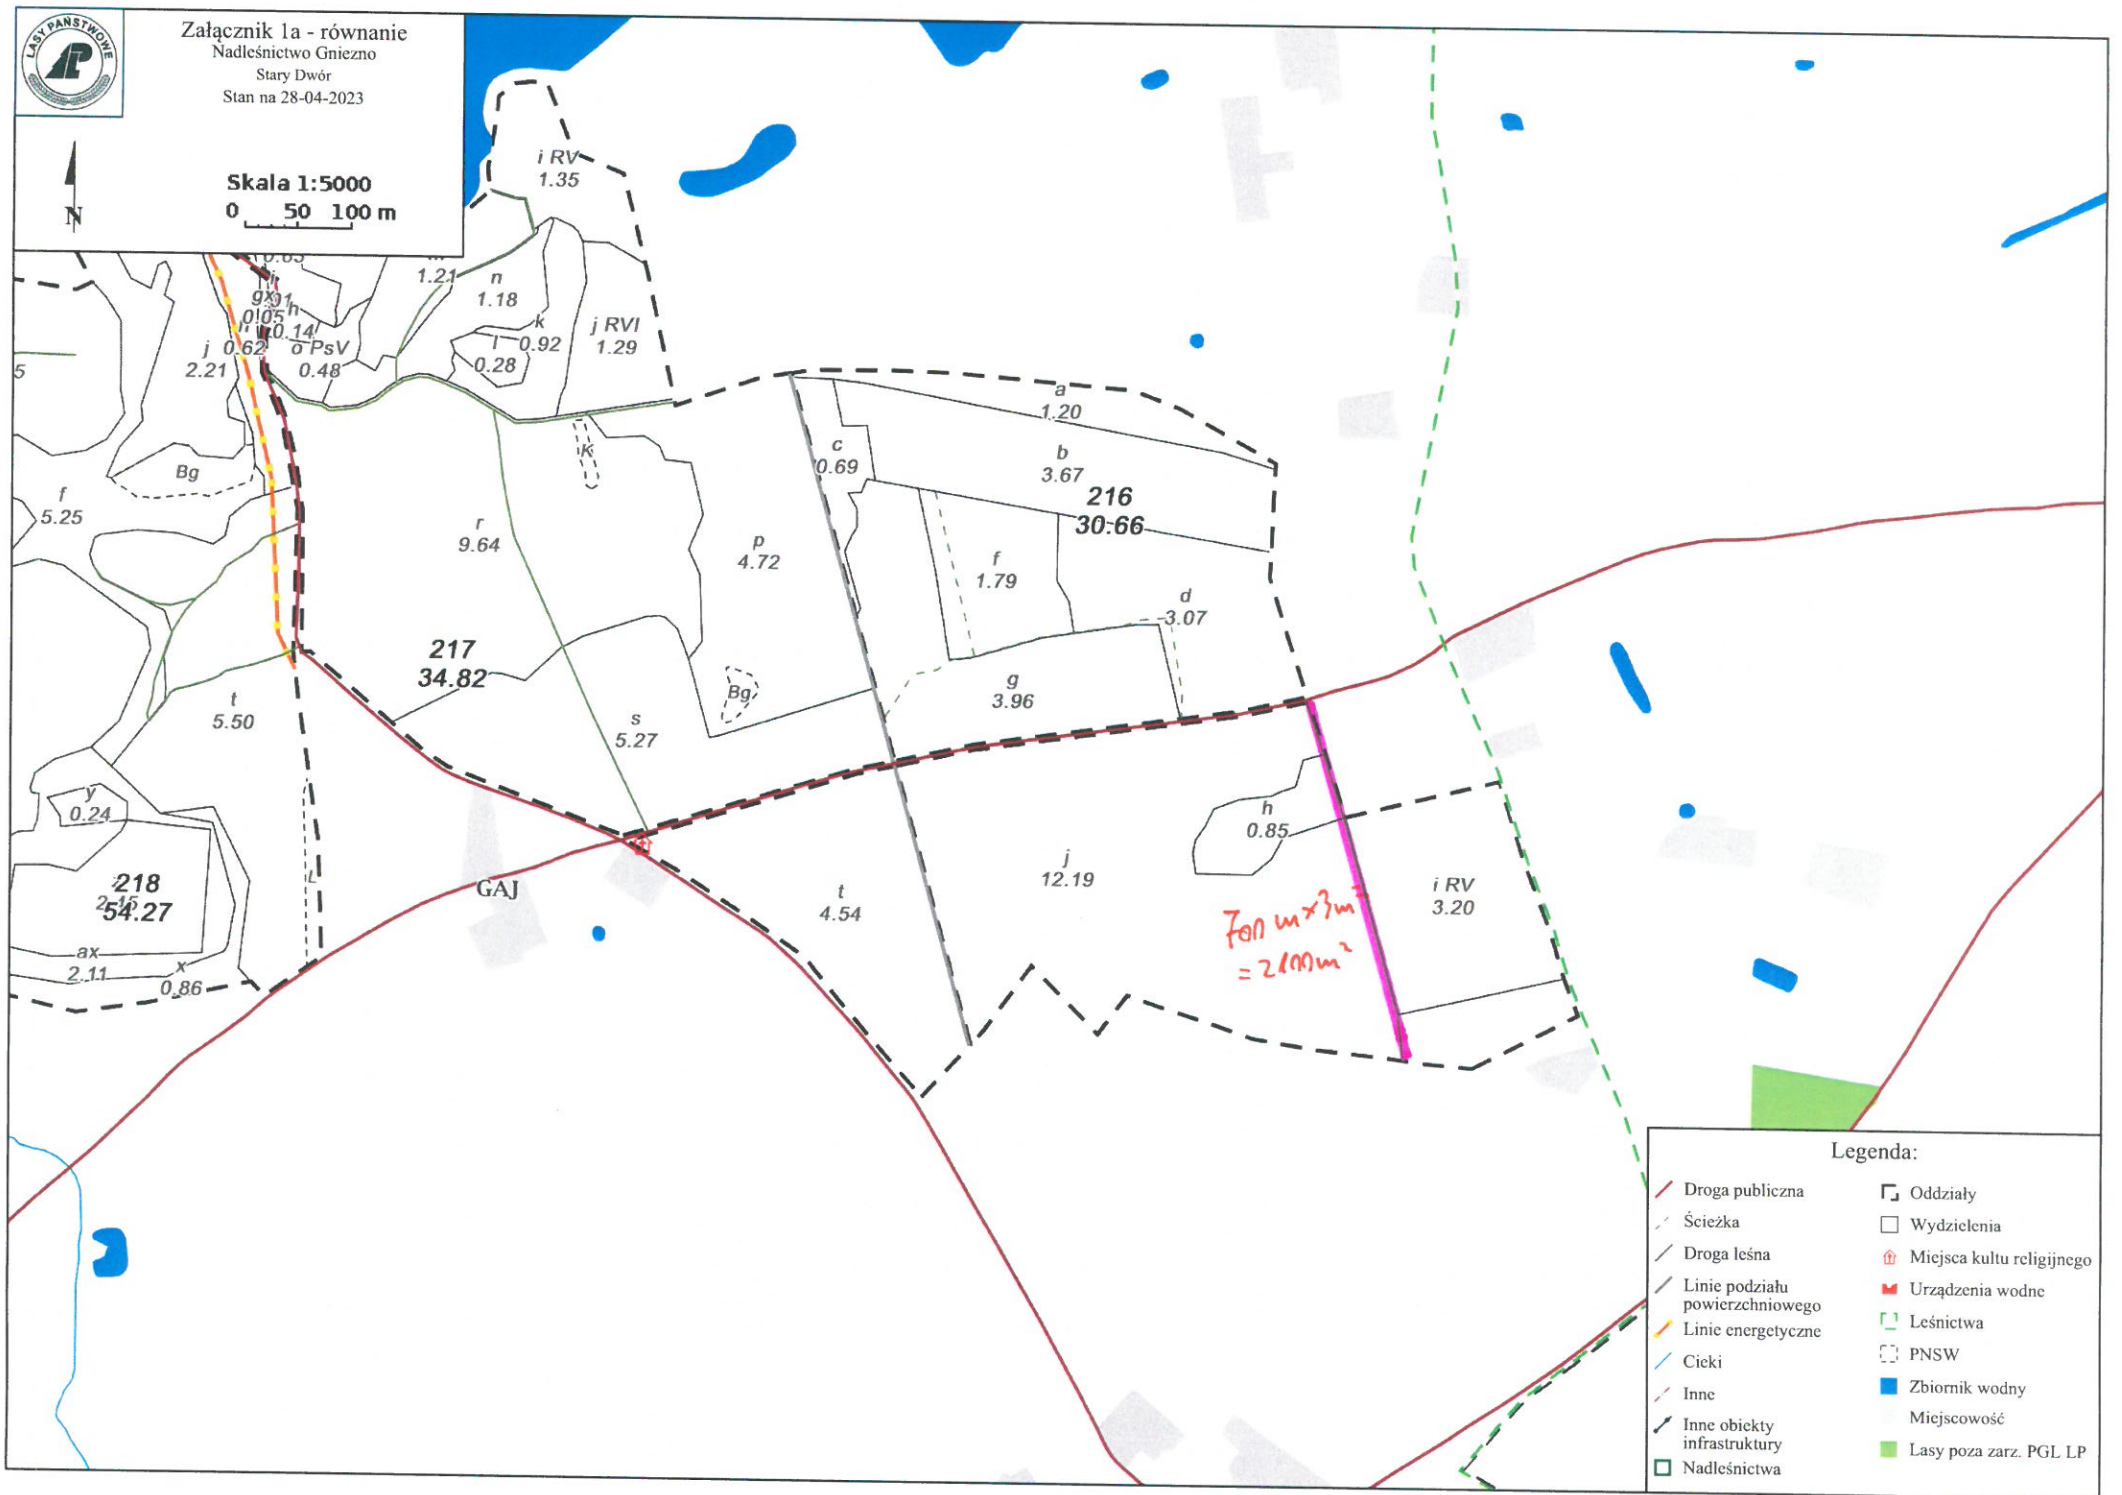 LASY PAŃSTWOWE
Załącznik 1a - równanie
Nadleśnictwo Gniezno
Stary Dwór
Stan na 28-04-2023
N
Skala 1:5000
0 50 100 m
i RV
1.35
1.21
n
1.18
k
0.92
l
0.28
j RVI
1.29
0.63
gx
0.05
h
0.14
0.62
o PsV
0.48
j
2.21
5
Bg
f
5.25
K
r
9.64
p
4.72
c
0.69
a
1.20
b
3.67
216
30.66
f
1.79
d
3.07
g
3.96
217
34.82
Bg
t
5.50
s
5.27
y
0.24
218
54.27
L
ax
2.11
x
0.86
GAJ
t
4.54
j
12.19
h
0.85
i RV
3.20
700 m x 3m
= 2100m²
Legenda:
Droga publiczna
Ścieżka
Droga leśna
Linie podziału
powierzchniowego
Linie energetyczne
Cieki
Inne
Inne obiekty
infrastruktury
Nadleśnictwa
Oddziały
Wydzielenia
Miejsca kultu religijnego
Urządzenia wodne
Leśnictwa
PNSW
Zbiornik wodny
Miejscowość
Lasy poza zarz. PGL LP